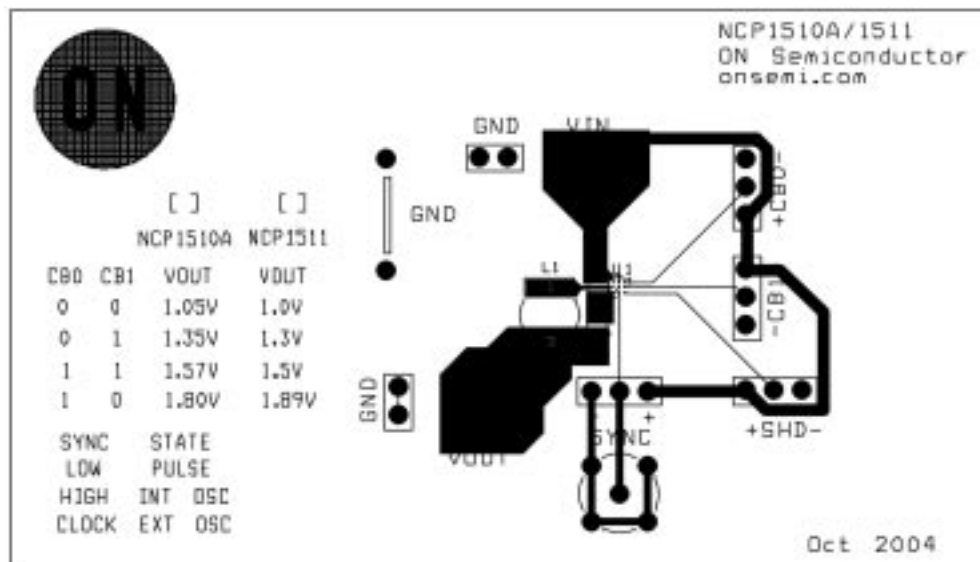 ON
NCP1510A/1511
ON Semiconductor
onsemi.com
GND
VIN
+CB0-
GND
[ ] [ ]
NCP1510A NCP1511
CB0 CB1 VOUT VOUT
0 0 1.05V 1.0V
0 1 1.35V 1.3V
1 1 1.57V 1.5V
1 0 1.80V 1.89V
L1
U1
-CB1
GND
+
SYNC
+SHD-
VOUT
SYNC STATE
LOW PULSE
HIGH INT OSC
CLOCK EXT OSC
Oct 2004